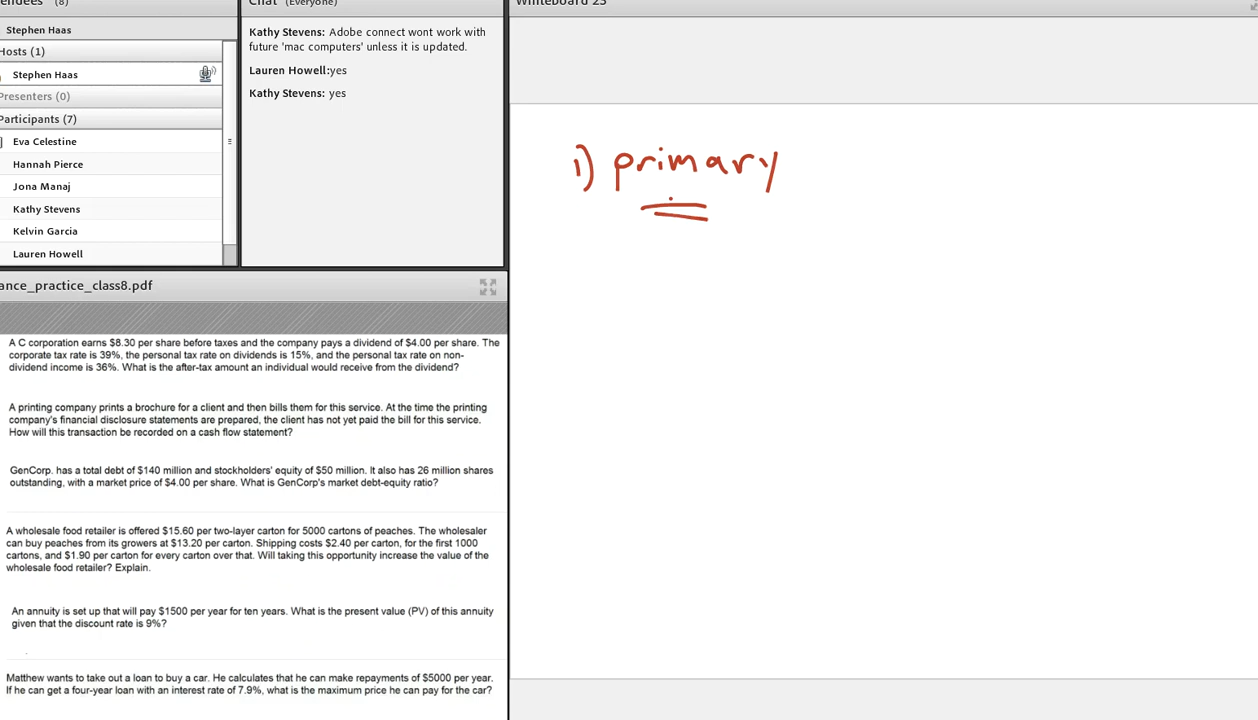 endees (8)
Stephen Haas
Hosts (1)
Stephen Haas
Presenters (0)
Participants (7)
Eva Celestine
Hannah Pierce
Jona Manaj
Kathy Stevens
Kelvin Garcia
Lauren Howell
Chat (Everyone)
Kathy Stevens: Adobe connect wont work with
future 'mac computers' unless it is updated.
Lauren Howell:yes
Kathy Stevens: yes
ance_practice_class8.pdf
A C corporation earns $8.30 per share before taxes and the company pays a dividend of $4.00 per share. The
corporate tax rate is 39%, the personal tax rate on dividends is 15%, and the personal tax rate on non-
dividend income is 36%. What is the after-tax amount an individual would receive from the dividend?
A printing company prints a brochure for a client and then bills them for this service. At the time the printing
company's financial disclosure statements are prepared, the client has not yet paid the bill for this service.
How will this transaction be recorded on a cash flow statement?
GenCorp. has a total debt of $140 million and stockholders' equity of $50 million. It also has 26 million shares
outstanding, with a market price of $4.00 per share. What is GenCorp's market debt-equity ratio?
A wholesale food retailer is offered $15.60 per two-layer carton for 5000 cartons of peaches. The wholesaler
can buy peaches from its growers at $13.20 per carton. Shipping costs $2.40 per carton, for the first 1000
cartons, and $1.90 per carton for every carton over that. Will taking this opportunity increase the value of the
wholesale food retailer? Explain.
An annuity is set up that will pay $1500 per year for ten years. What is the present value (PV) of this annuity
given that the discount rate is 9%?
Matthew wants to take out a loan to buy a car. He calculates that he can make repayments of $5000 per year.
If he can get a four-year loan with an interest rate of 7.9%, what is the maximum price he can pay for the car?
Whiteboard 23
1) primary